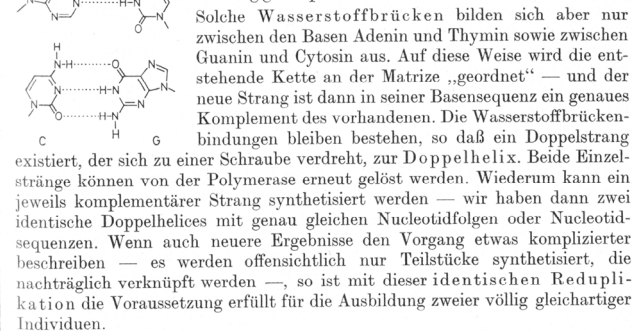 Solche Wasserstoffbrücken bilden sich aber nur
zwischen den Basen Adenin und Thymin sowie zwischen
Guanin und Cytosin aus. Auf diese Weise wird die ent-
stehende Kette an der Matrize „geordnet“ — und der
neue Strang ist dann in seiner Basensequenz ein genaues
Komplement des vorhandenen. Die Wasserstoffbrücken-
bindungen bleiben bestehen, so daß ein Doppelstrang
existiert, der sich zu einer Schraube verdreht, zur Doppelhelix. Beide Einzel-
stränge können von der Polymerase erneut gelöst werden. Wiederum kann ein
jeweils komplementärer Strang synthetisiert werden — wir haben dann zwei
identische Doppelhelices mit genau gleichen Nucleotidfolgen oder Nucleotid-
sequenzen. Wenn auch neuere Ergebnisse den Vorgang etwas komplizierter
beschreiben — es werden offensichtlich nur Teilstücke synthetisiert, die
nachträglich verknüpft werden —, so ist mit dieser identischen Redupli-
kation die Voraussetzung erfüllt für die Ausbildung zweier völlig gleichartiger
Individuen.
N
N
H
N
O
H
N
H
O
N
N
H
N
N
N
O
H
N
H
C
G